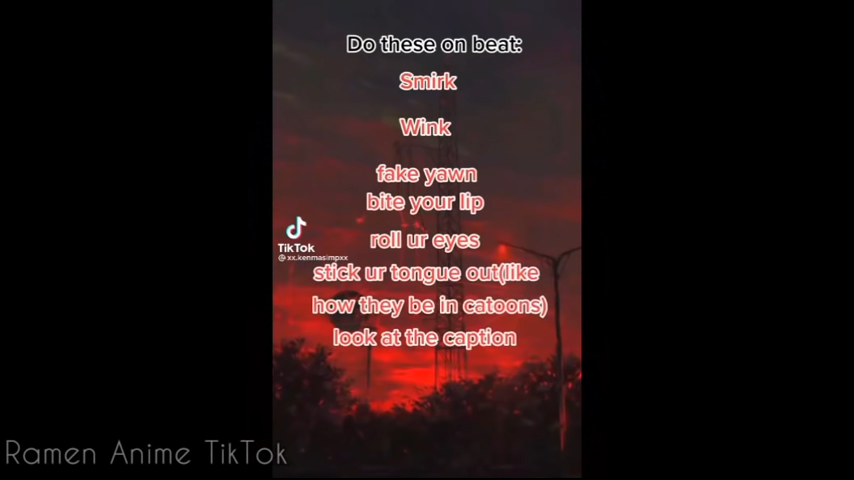 Do these on beat:
Smirk
Wink
fake yawn
bite your lip
roll ur eyes
TikTok
@xx.kenmasimpxx
stick ur tongue out(like
how they be in catoons)
look at the caption
Ramen Anime TikTok